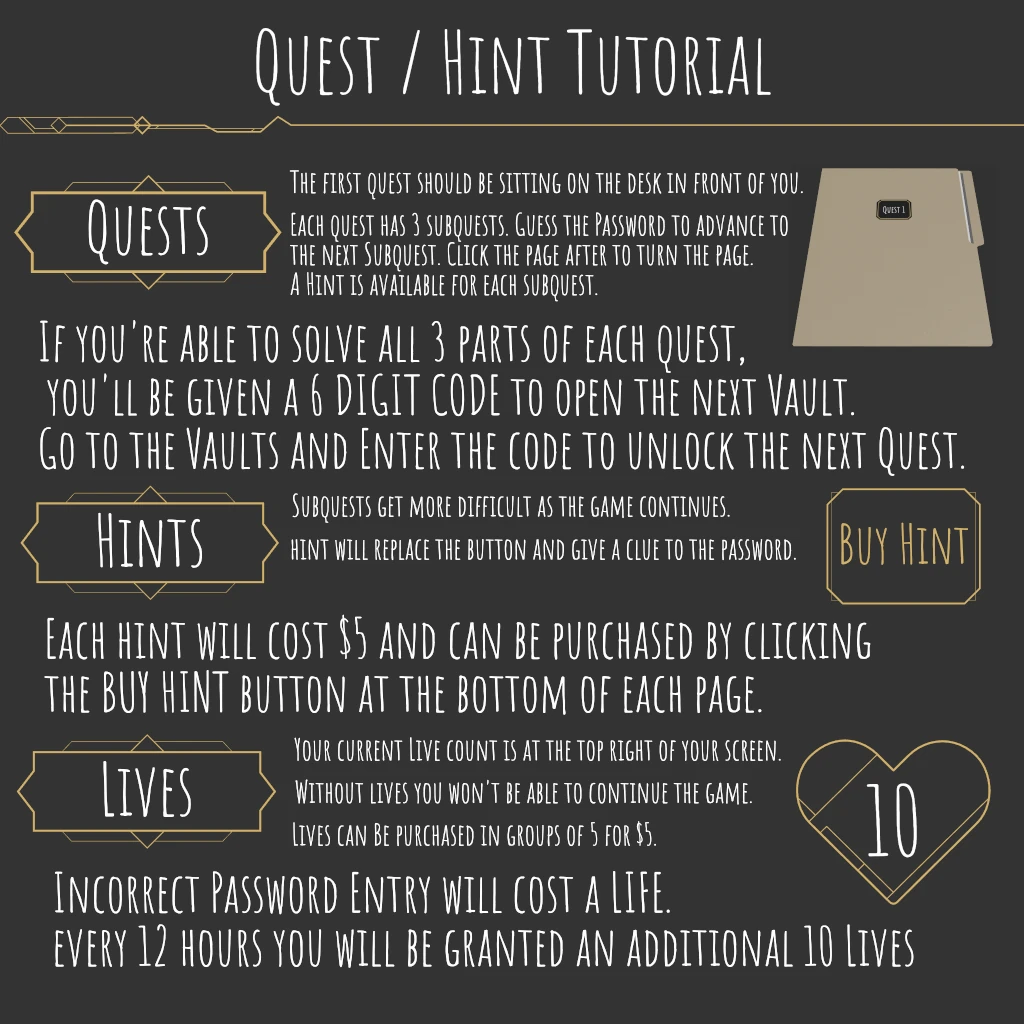 Quest / Hint Tutorial
Quests
The first quest should be sitting on the desk in front of you.
Each quest has 3 subquests. Guess the Password to advance to
the next Subquest. Click the page after to turn the page.
A Hint is available for each subquest.
Quest 1
If you're able to solve all 3 parts of each quest,
you'll be given a 6 DIGIT CODE to open the next Vault.
Go to the Vaults and Enter the code to unlock the next Quest.
Hints
Subquests get more difficult as the game continues.
hint will replace the button and give a clue to the password.
Buy Hint
Each hint will cost $5 and can be purchased by clicking
the BUY HINT button at the bottom of each page.
Lives
Your current Live count is at the top right of your screen.
Without lives you won't be able to continue the game.
Lives can Be purchased in groups of 5 for $5.
10
Incorrect Password Entry will cost a LIFE.
every 12 hours you will be granted an additional 10 Lives